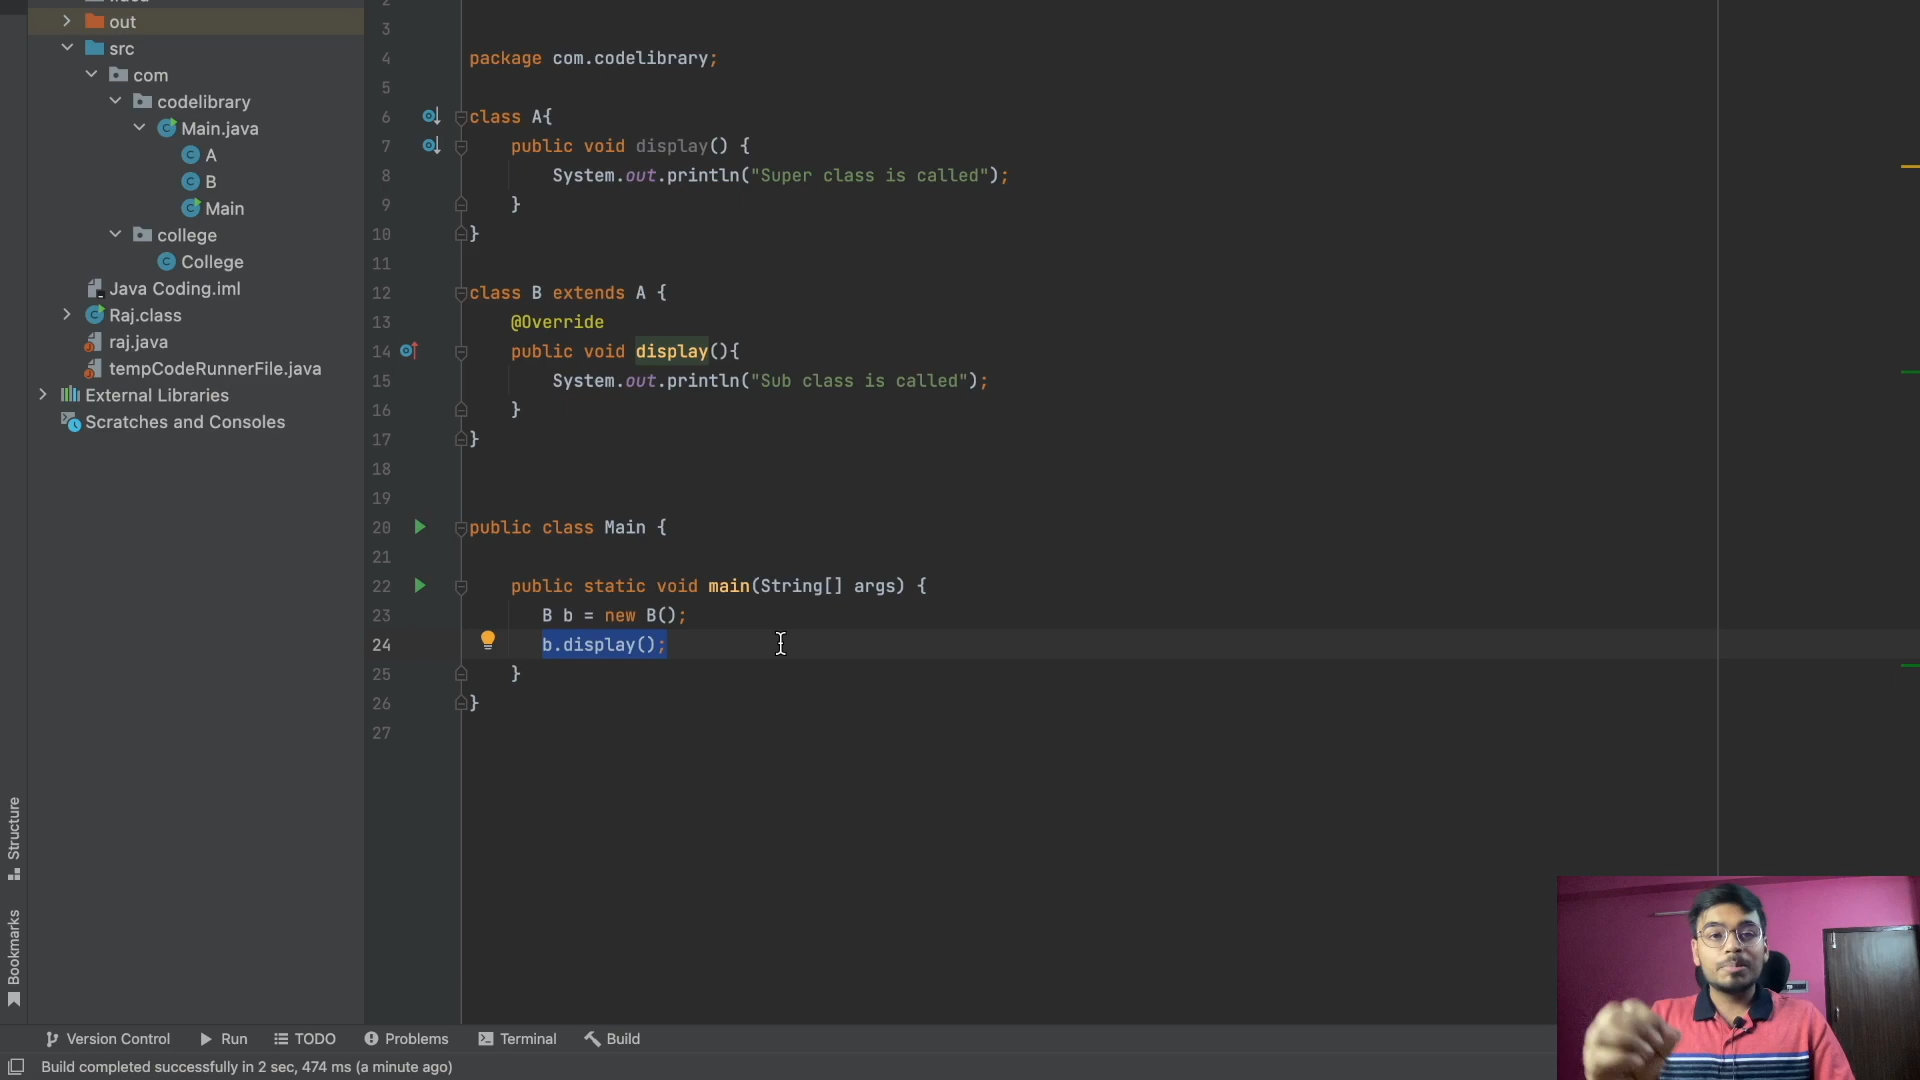 out
src
com
codelibrary
Main.java
A
B
Main
college
College
Java Coding.iml
Raj.class
raj.java
tempCodeRunnerFile.java
External Libraries
Scratches and Consoles
Structure
Bookmarks
3
4 package com.codelibrary;
5
6 class A{
7 public void display() {
8 System.out.println("Super class is called");
9 }
10 }
11
12 class B extends A {
13 @Override
14 public void display(){
15 System.out.println("Sub class is called");
16 }
17 }
18
19
20 public class Main {
21
22 public static void main(String[] args) {
23 B b = new B();
24 b.display();
25 }
26 }
27
Version Control Run TODO Problems Terminal Build
Build completed successfully in 2 sec, 474 ms (a minute ago)